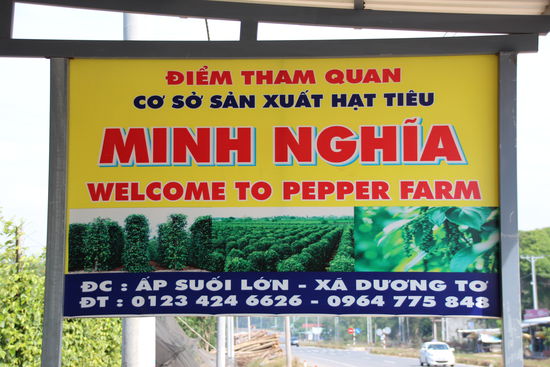 ĐIỂM THAM QUAN
CƠ SỞ SẢN XUẤT HẠT TIÊU
MINH NGHĨA
WELCOME TO PEPPER FARM
ĐC : ẤP SUỐI LỚN - XÃ DƯƠNG TƠ
ĐT : 0123 424 6626 - 0964 775 848